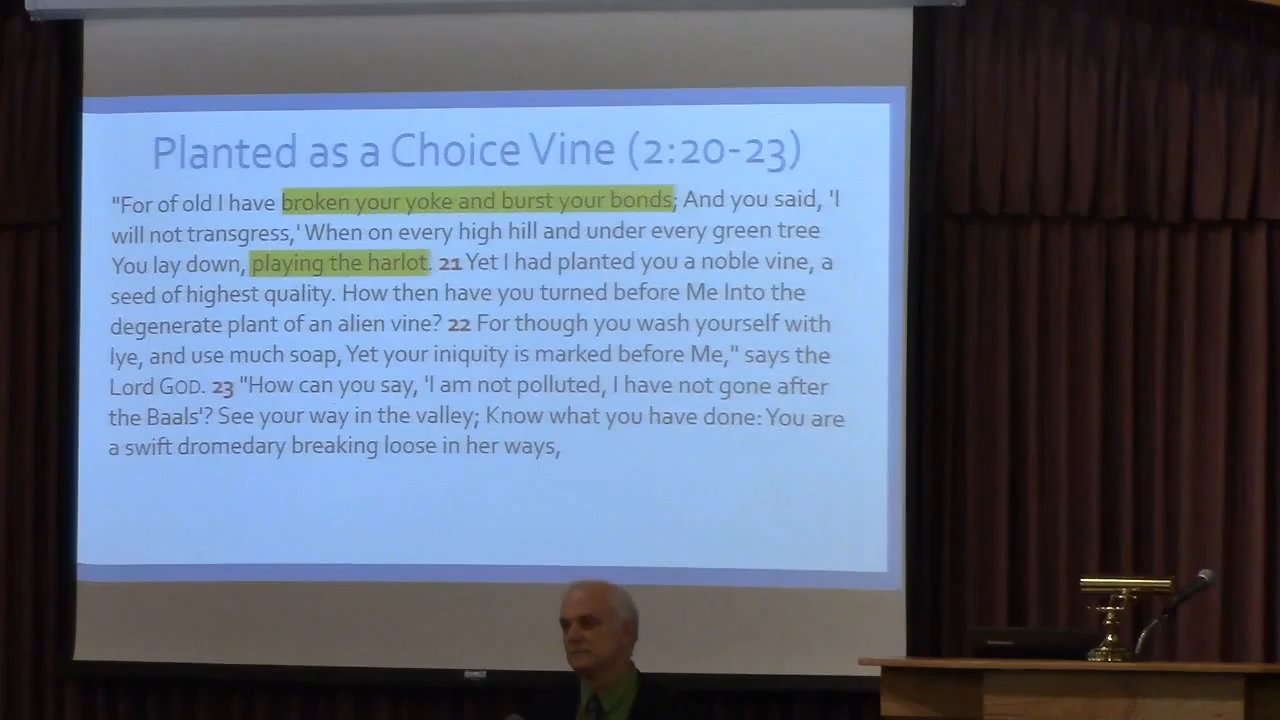 Planted as a Choice Vine (2:20-23)
"For of old I have broken your yoke and burst your bonds; And you said, 'I
will not transgress,' When on every high hill and under every green tree
You lay down, playing the harlot. 21 Yet I had planted you a noble vine, a
seed of highest quality. How then have you turned before Me Into the
degenerate plant of an alien vine? 22 For though you wash yourself with
lye, and use much soap, Yet your iniquity is marked before Me," says the
Lord GOD. 23 "How can you say, 'I am not polluted, I have not gone after
the Baals'? See your way in the valley; Know what you have done: You are
a swift dromedary breaking loose in her ways,